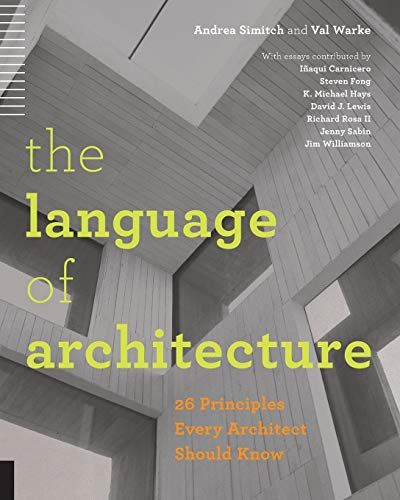 Andrea Simitch and Val Warke
With essays contributed by
Iñaqui Carnicero
Steven Fong
K. Michael Hays
David J. Lewis
Richard Rosa II
Jenny Sabin
Jim Williamson
the
language
of
architecture
26 Principles
Every Architect
Should Know